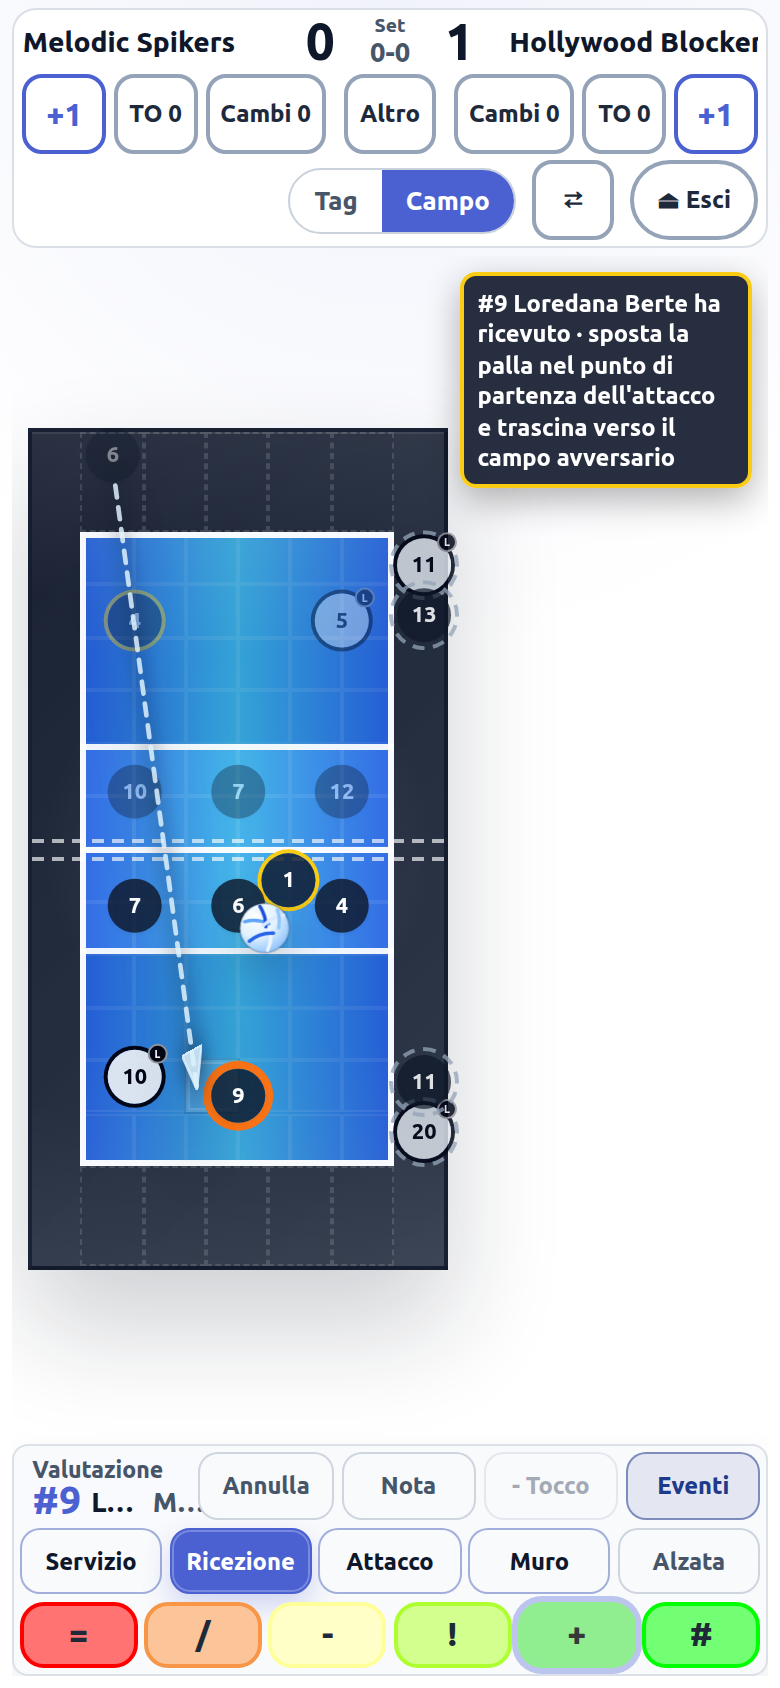 Melodic Spikers 0 Set 0-0 1 Hollywood Blocker
+1 TO 0 Cambi 0 Altro Cambi 0 TO 0 +1
Tag Campo ⇄ ⏏ Esci
#9 Loredana Berte ha
ricevuto · sposta la
palla nel punto di
partenza dell'attacco
e trascina verso il
campo avversario
6
11 L
13
4 5 L
10 7 12
1
7 6 4
10 L 9 11
20 L
Valutazione
#9 L... M... Annulla Nota - Tocco Eventi
Servizio Ricezione Attacco Muro Alzata
= / - ! + #